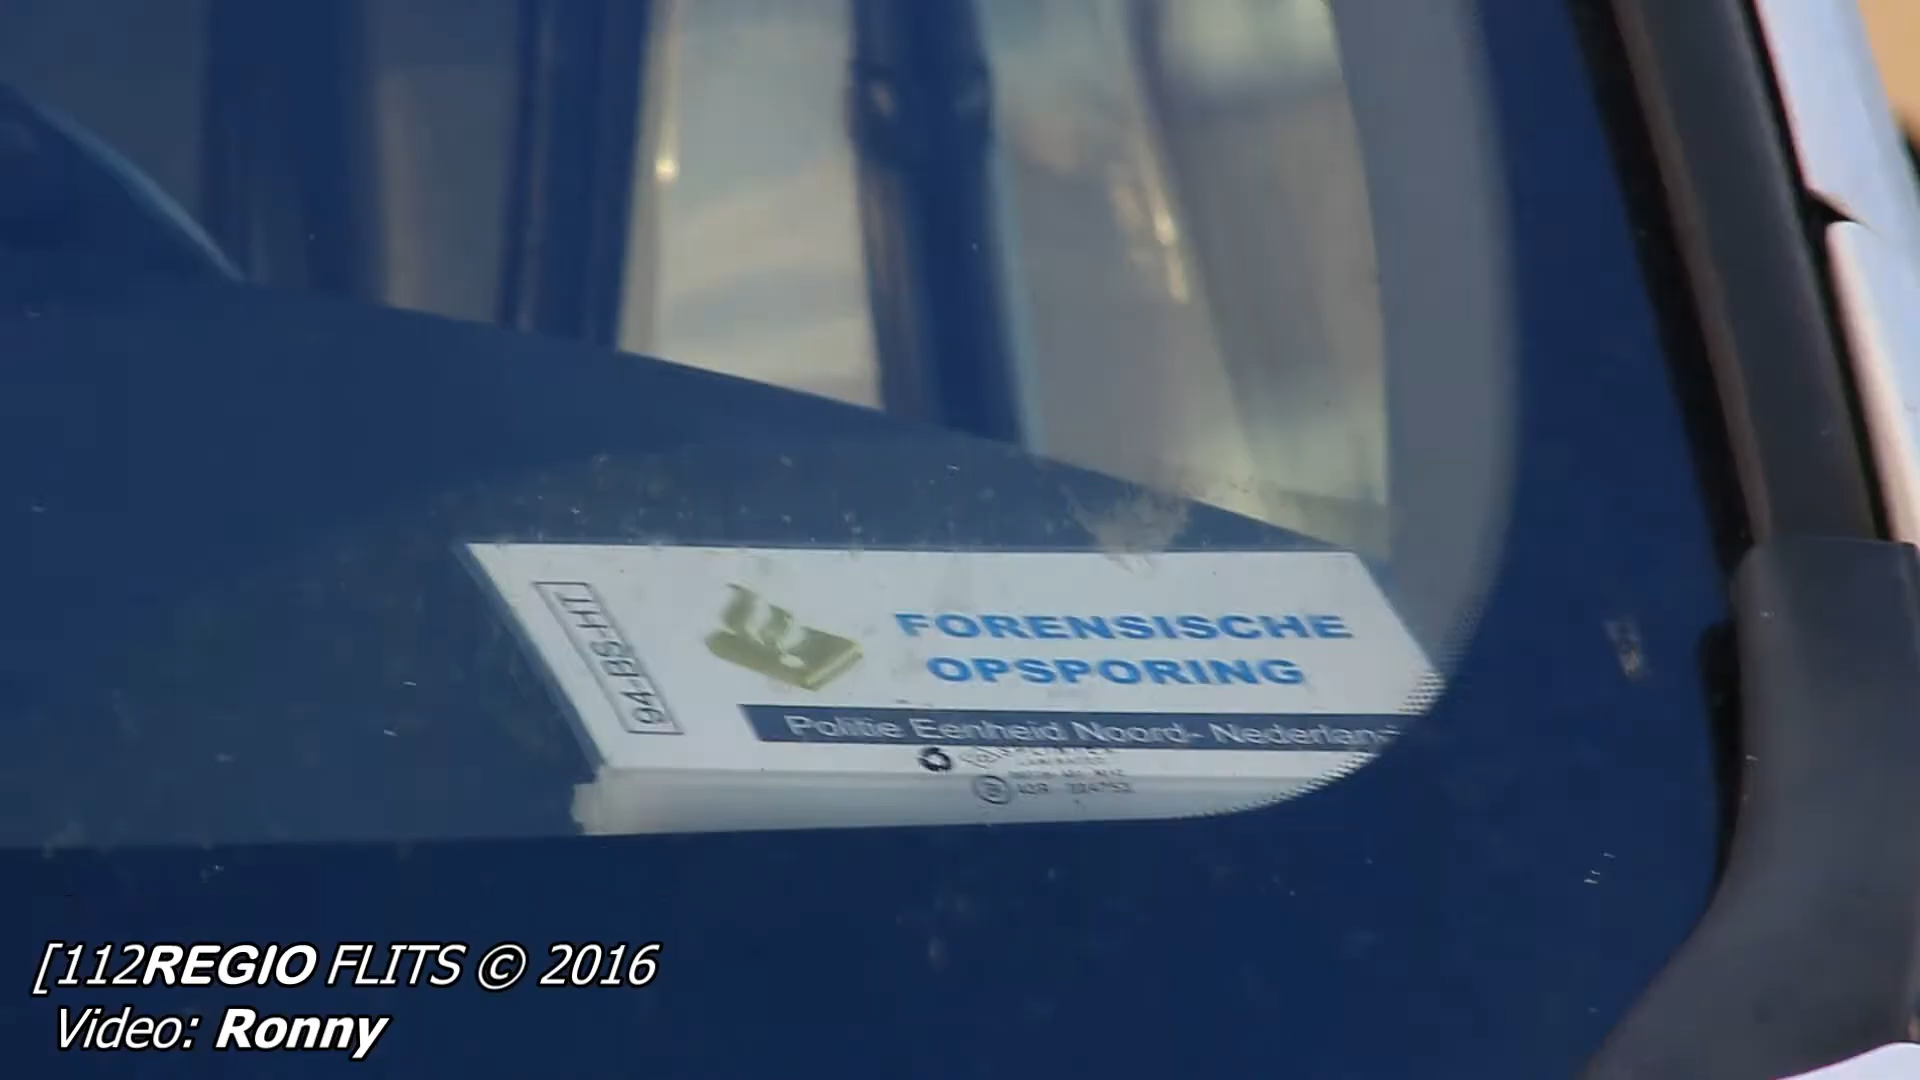 94-BS-HT
FORENSISCHE
OPSPORING
Politie Eenheid Noord- Nederland
[112REGIO FLITS © 2016
Video: Ronny